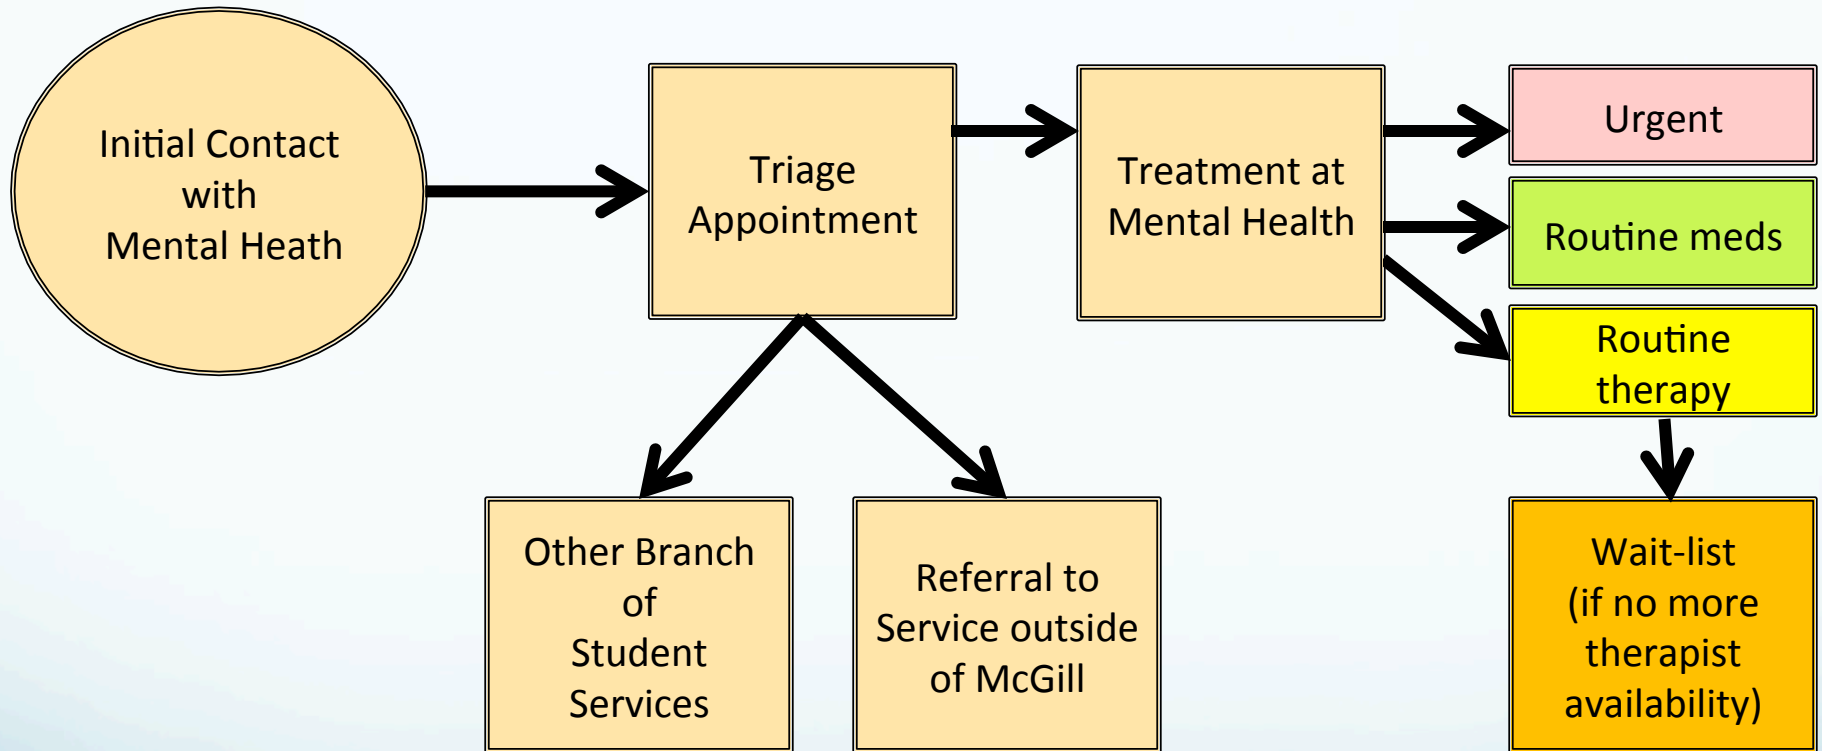 Initial Contact
with
Mental Heath
Triage
Appointment
Treatment at
Mental Health
Urgent
Routine meds
Routine
therapy
Other Branch
of
Student
Services
Referral to
Service outside
of McGill
Wait-list
(if no more
therapist
availability)